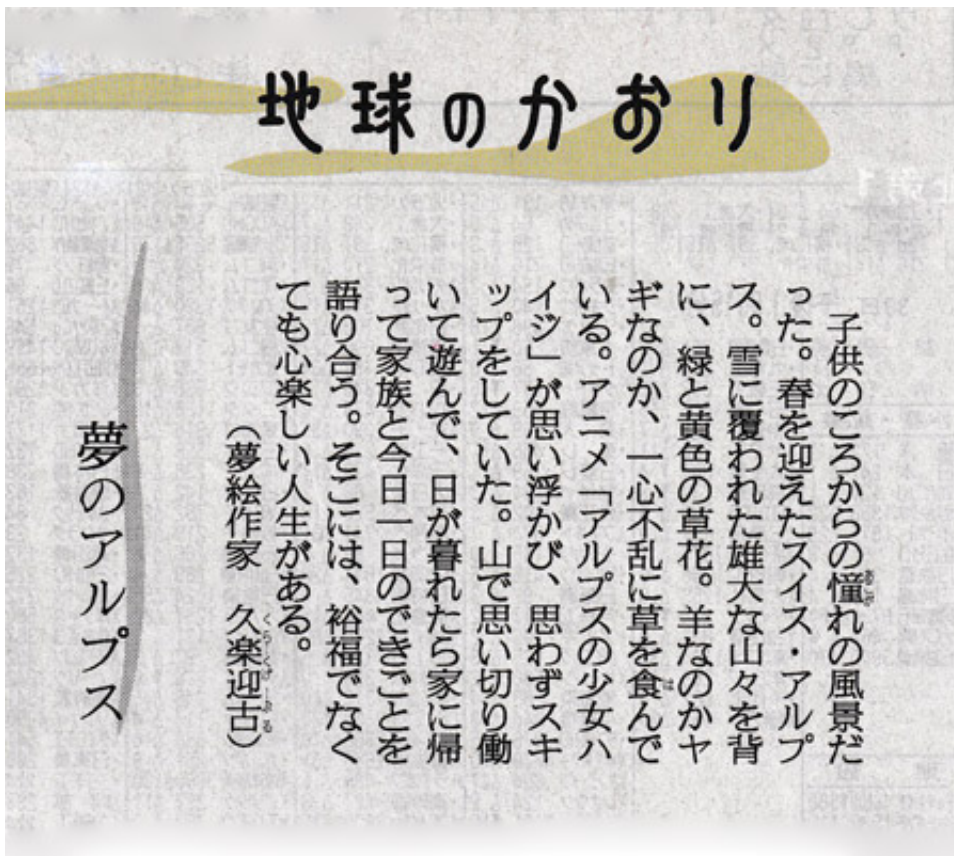 地球のかおり
子供のころからの憧れの風景だ
った。春を迎えたスイス・アルプ
ス。雪に覆われた雄大な山々を背
に、緑と黄色の草花。羊なのかヤ
ギなのか、一心不乱に草を食んで
いる。アニメ「アルプスの少女ハ
イジ」が思い浮かび、思わずスキ
ップをしていた。山で思い切り働
いて遊んで、日が暮れたら家に帰
って家族と今日一日のできごとを
語り合う。そこには、裕福でなく
ても心楽しい人生がある。
(夢絵作家 久楽迎古)
夢のアルプス